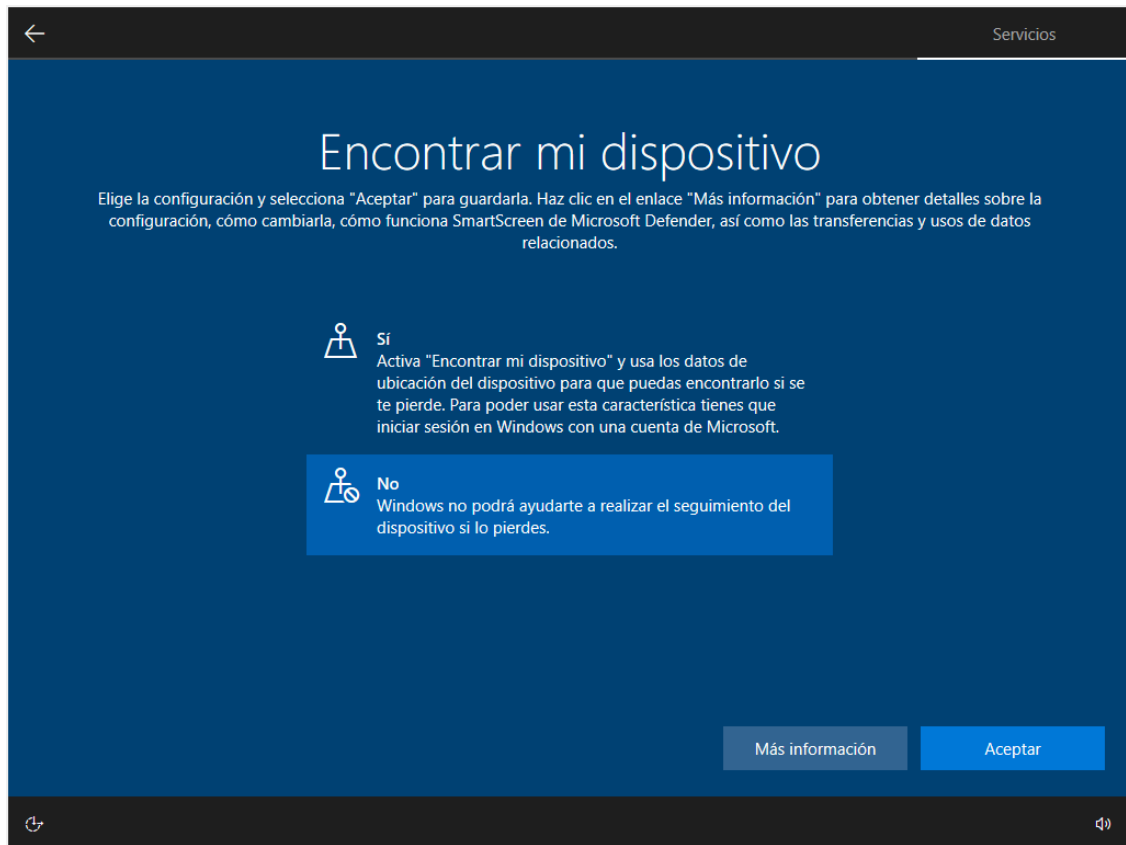 Servicios
Encontrar mi dispositivo
Elige la configuración y selecciona "Aceptar" para guardarla. Haz clic en el enlace "Más información" para obtener detalles sobre la
configuración, cómo cambiarla, cómo funciona SmartScreen de Microsoft Defender, así como las transferencias y usos de datos
relacionados.
Sí
Activa "Encontrar mi dispositivo" y usa los datos de
ubicación del dispositivo para que puedas encontrarlo si se
te pierde. Para poder usar esta característica tienes que
iniciar sesión en Windows con una cuenta de Microsoft.
No
Windows no podrá ayudarte a realizar el seguimiento del
dispositivo si lo pierdes.
Más información
Aceptar